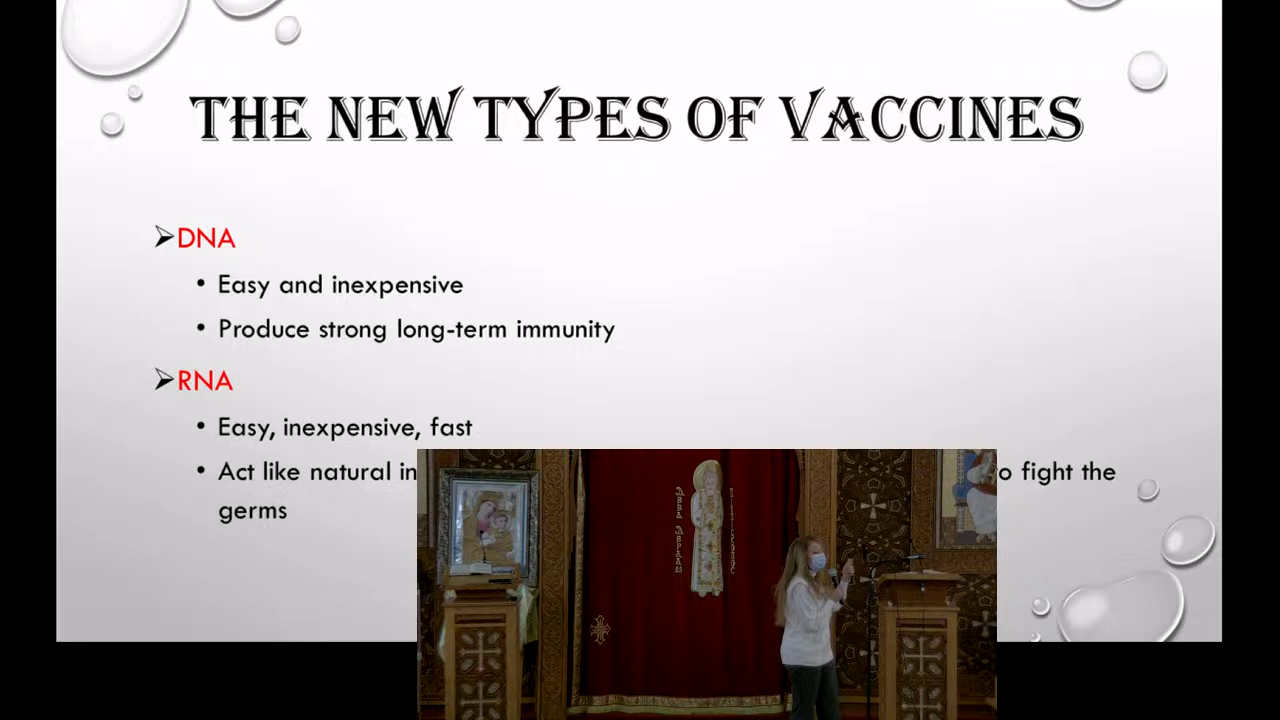 THE NEW TYPES OF VACCINES
DNA
Easy and inexpensive
Produce strong long-term immunity
RNA
Easy, inexpensive, fast
Act like natural in
fight the
germs